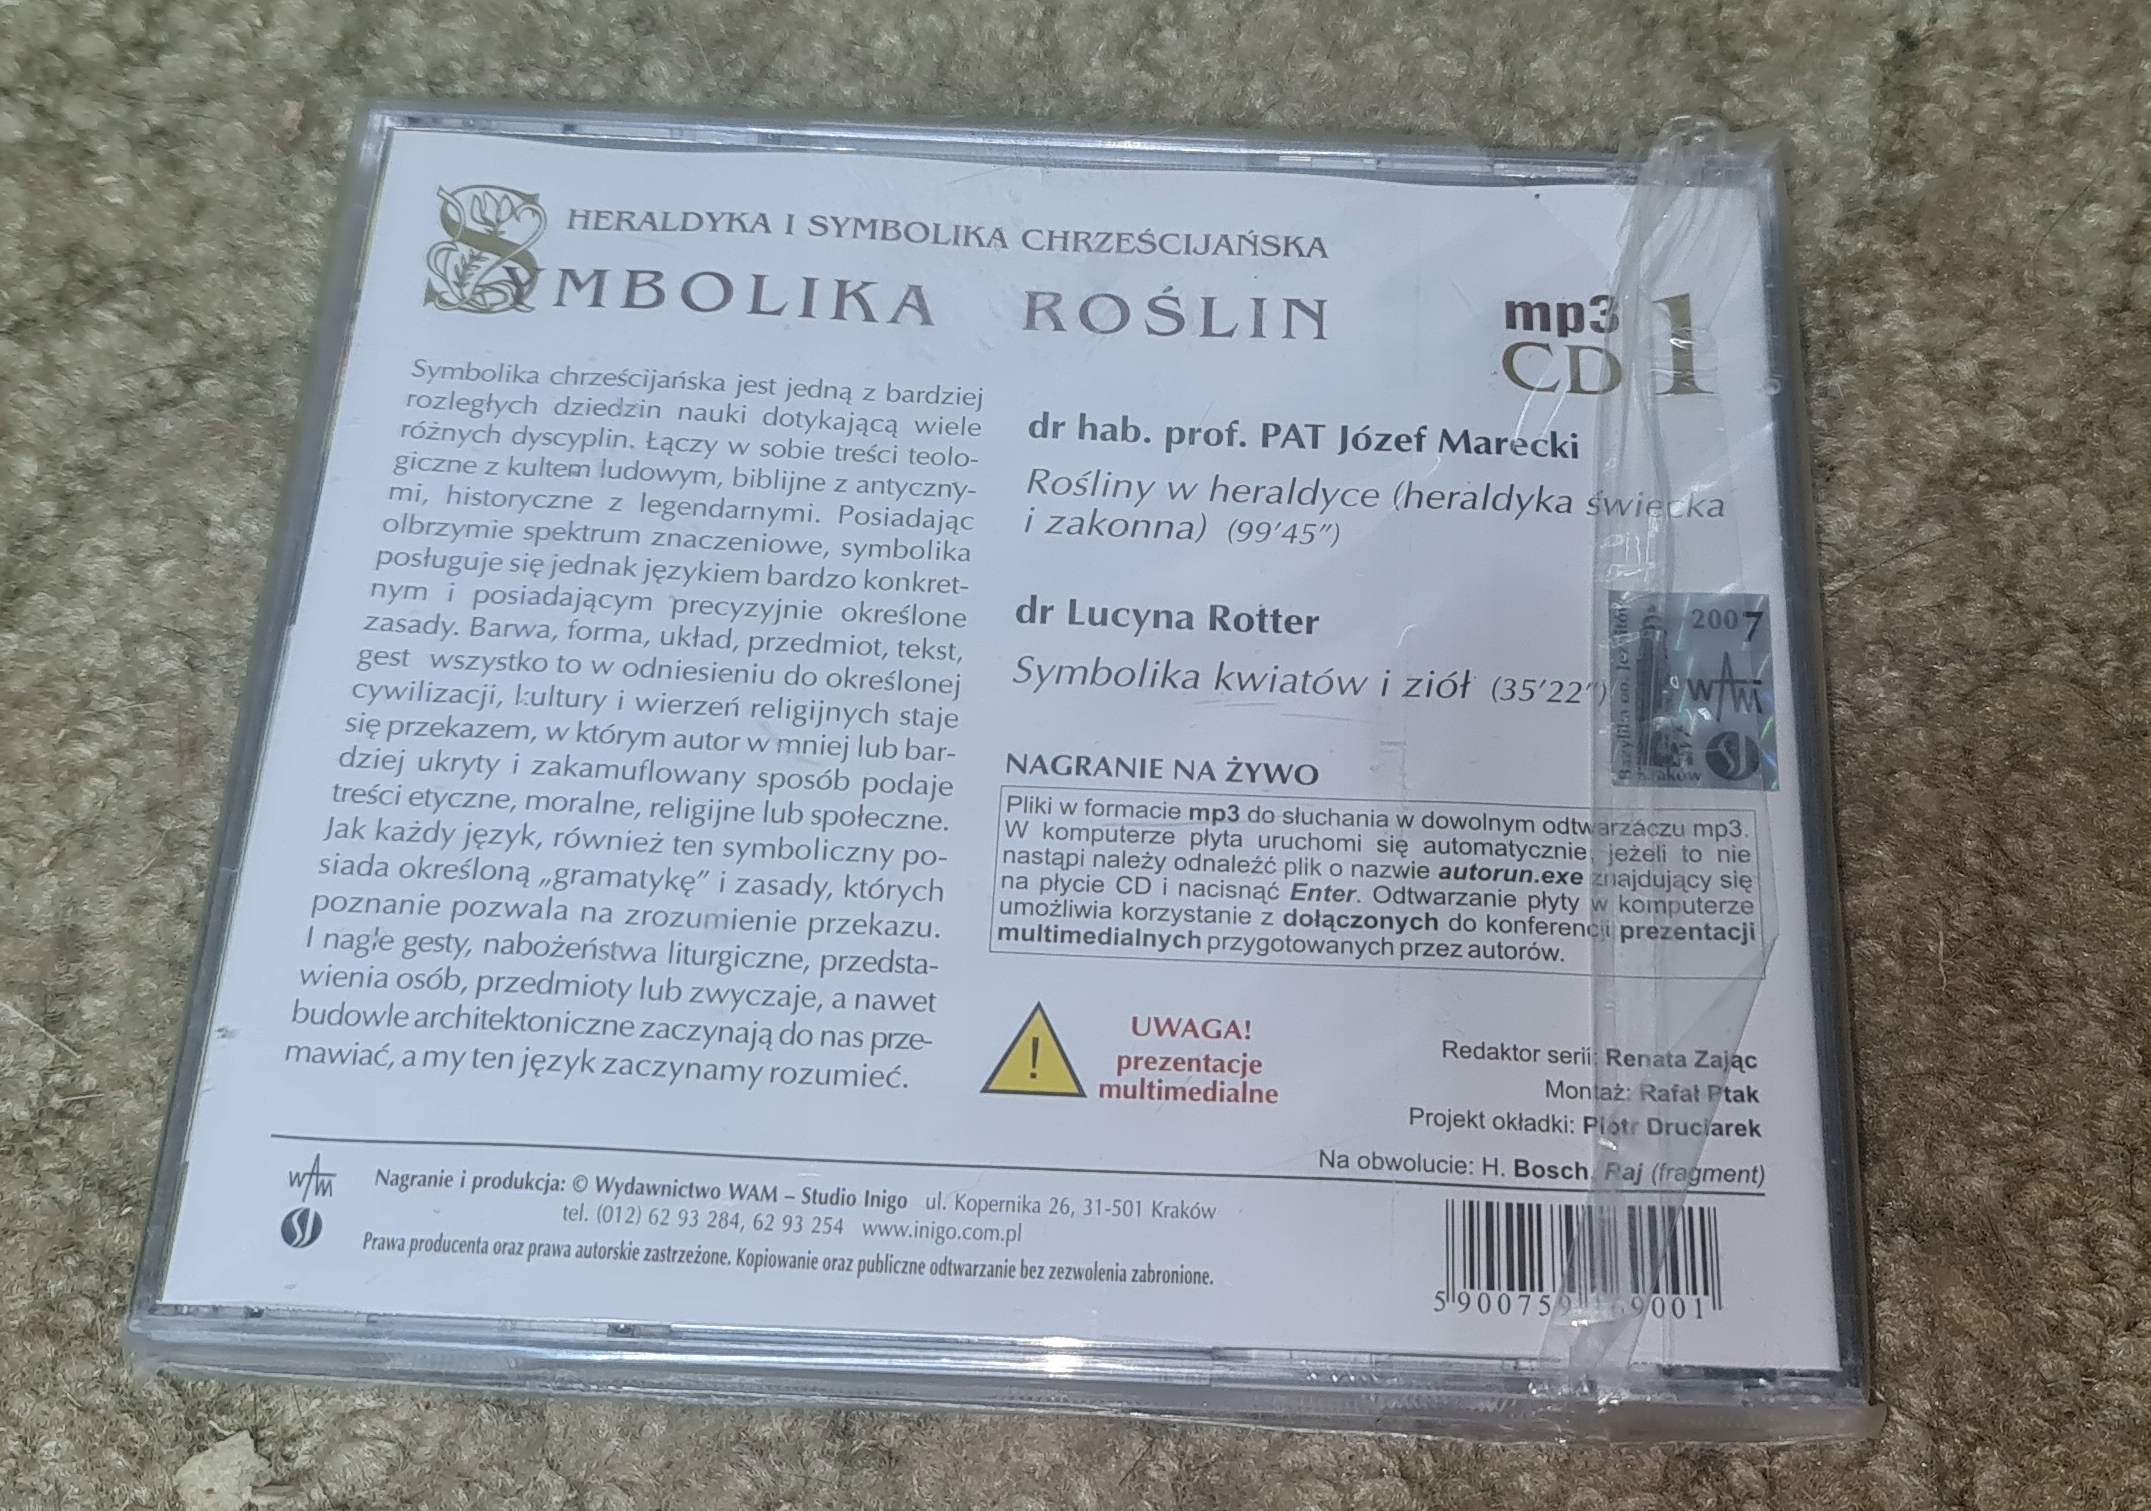 HERALDYKA I SYMBOLIKA CHRZEŚCIJAŃSKA
SYMBOLIKA ROŚLIN
mp3
CD 1
Symbolika chrześcijańska jest jedną z bardziej
rozległych dziedzin nauki dotykającą wiele
różnych dyscyplin. Łączy w sobie treści teolo-
giczne z kultem ludowym, biblijne z antyczny-
mi, historyczne z legendarnymi. Posiadając
olbrzymie spektrum znaczeniowe, symbolika
posługuje się jednak językiem bardzo konkret-
nym i posiadającym precyzyjnie określone
zasady. Barwa, forma, układ, przedmiot, tekst,
gest wszystko to w odniesieniu do określonej
cywilizacji, kultury i wierzeń religijnych staje
się przekazem, w którym autor w mniej lub bar-
dziej ukryty i zakamuflowany sposób podaje
treści etyczne, moralne, religijne lub społeczne.
Jak każdy język, również ten symboliczny po-
siada określoną „gramatykę” i zasady, których
poznanie pozwala na zrozumienie przekazu.
I nagle gesty, nabożeństwa liturgiczne, przedsta-
wienia osób, przedmioty lub zwyczaje, a nawet
budowle architektoniczne zaczynają do nas prze-
mawiać, a my ten język zaczynamy rozumieć.
dr hab. prof. PAT Józef Marecki
Rośliny w heraldyce (heraldyka świecka
i zakonna) (99'45")
dr Lucyna Rotter
Symbolika kwiatów i ziół (35'22")
2007
WAM
Kraków
NAGRANIE NA ŻYWO
Pliki w formacie mp3 do słuchania w dowolnym odtwarzaczu mp3.
W komputerze płyta uruchomi się automatycznie, jeżeli to nie
nastąpi należy odnaleźć plik o nazwie autorun.exe znajdujący się
na płycie CD i nacisnąć Enter. Odtwarzanie płyty w komputerze
umożliwia korzystanie z dołączonych do konferencji prezentacji
multimedialnych przygotowanych przez autorów.
!
UWAGA!
prezentacje
multimedialne
Redaktor serii: Renata Zając
Montaż: Rafał Ptak
Projekt okładki: Piotr Druciarek
Na obwolucie: H. Bosch, Raj (fragment)
WAM
SJ
Nagranie i produkcja: © Wydawnictwo WAM – Studio Inigo ul. Kopernika 26, 31-501 Kraków
tel. (012) 62 93 284, 62 93 254 www.inigo.com.pl
Prawa producenta oraz prawa autorskie zastrzeżone. Kopiowanie oraz publiczne odtwarzanie bez zezwolenia zabronione.